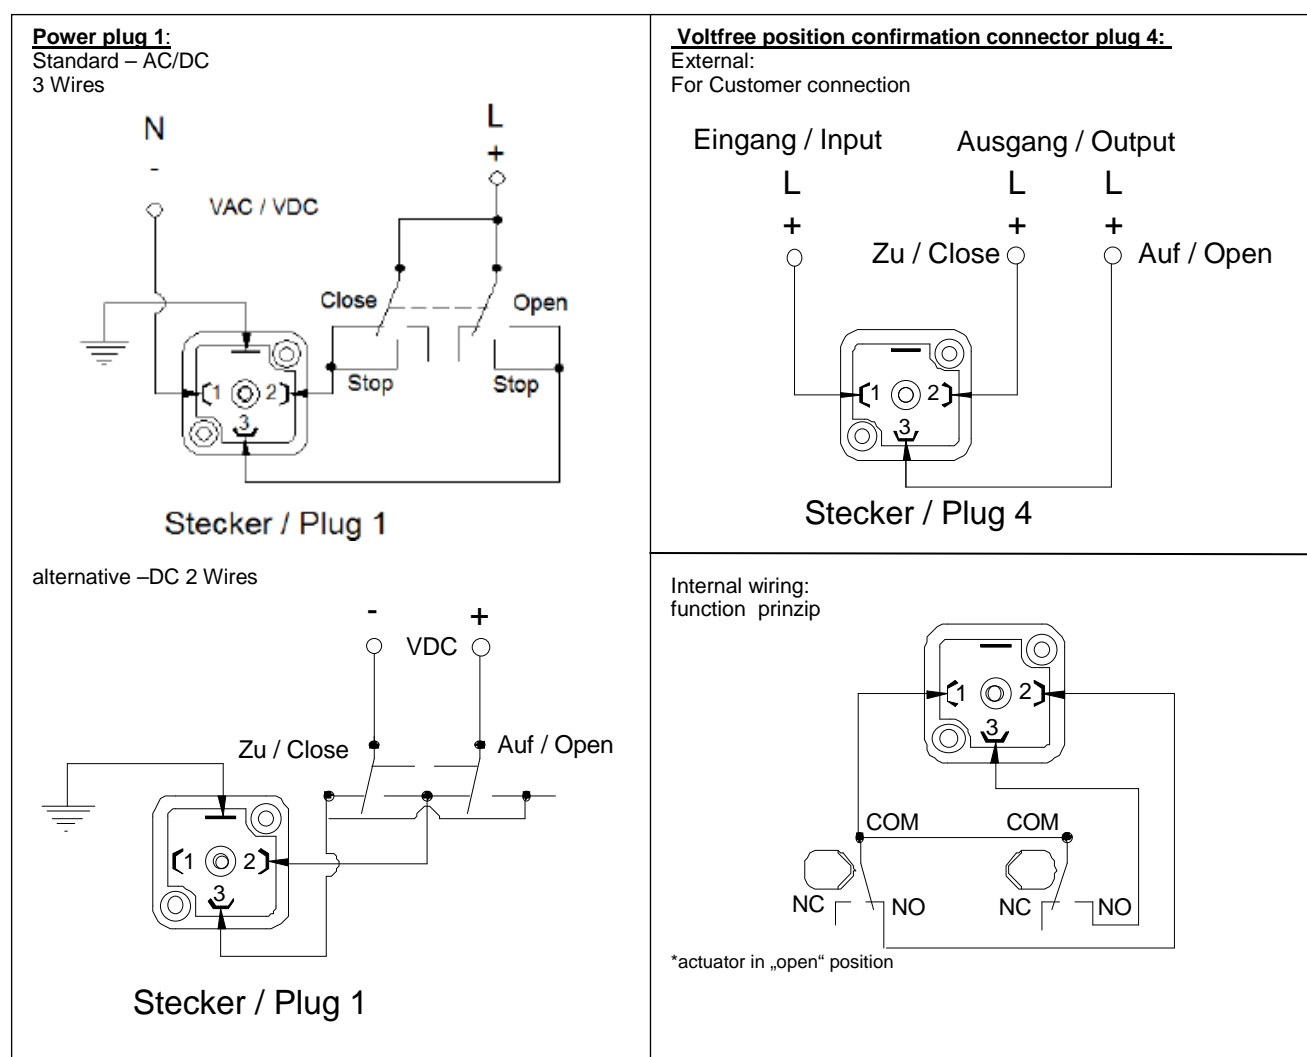 Power plug 1:
Standard – AC/DC
3 Wires
N
L
-
+
VAC / VDC
Close
Open
Stop
Stop
1
2
3
Stecker / Plug 1
alternative –DC 2 Wires
-
+
VDC
Zu / Close
Auf / Open
1
2
3
Stecker / Plug 1
Voltfree position confirmation connector plug 4:
External:
For Customer connection
Eingang / Input
Ausgang / Output
L
L
L
+
+
+
Zu / Close
Auf / Open
1
2
3
Stecker / Plug 4
Internal wiring:
function prinzip
1
2
3
COM
COM
NC
NO
NC
NO
*actuator in „open“ position